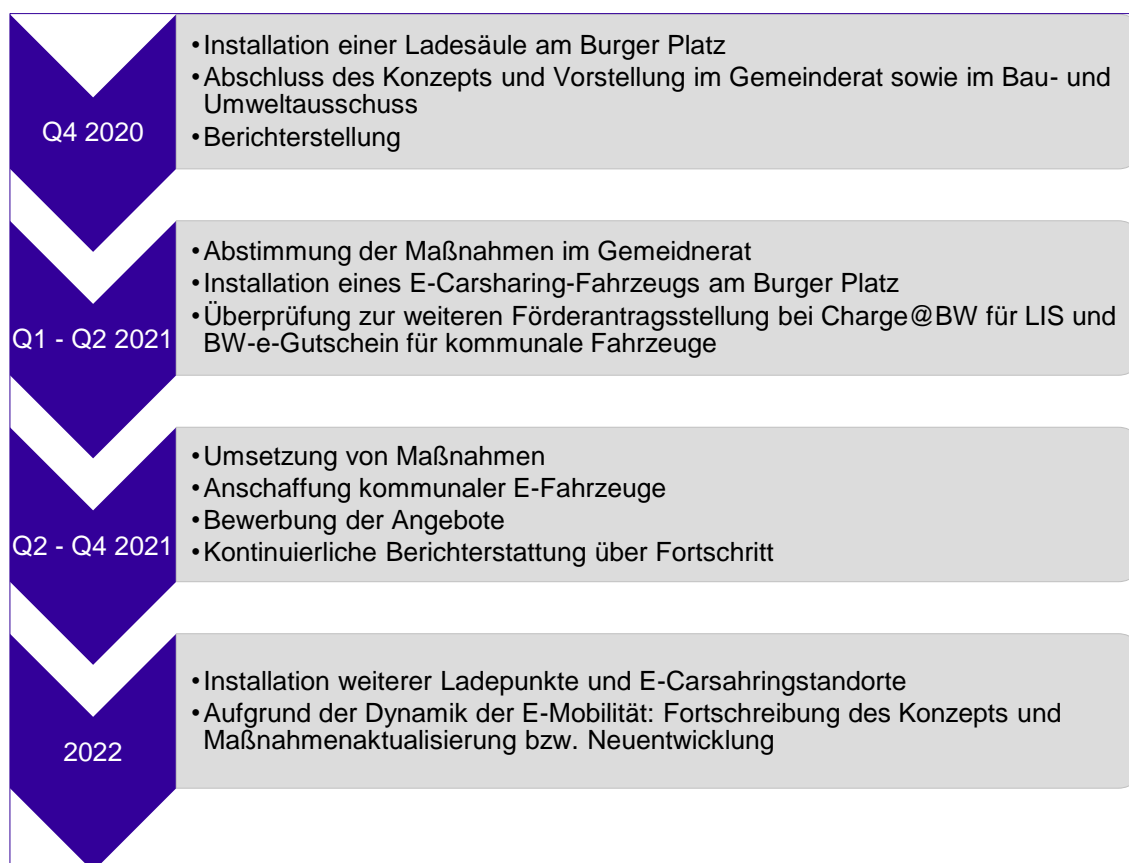 Q4 2020
•Installation einer Ladesäule am Burger Platz
•Abschluss des Konzepts und Vorstellung im Gemeinderat sowie im Bau- und
Umweltausschuss
•Berichterstellung
Q1 - Q2 2021
•Abstimmung der Maßnahmen im Gemeidnerat
•Installation eines E-Carsharing-Fahrzeugs am Burger Platz
•Überprüfung zur weiteren Förderantragsstellung bei Charge@BW für LIS und
BW-e-Gutschein für kommunale Fahrzeuge
Q2 - Q4 2021
•Umsetzung von Maßnahmen
•Anschaffung kommunaler E-Fahrzeuge
•Bewerbung der Angebote
•Kontinuierliche Berichterstattung über Fortschritt
2022
•Installation weiterer Ladepunkte und E-Carsahringstandorte
•Aufgrund der Dynamik der E-Mobilität: Fortschreibung des Konzepts und
Maßnahmenaktualisierung bzw. Neuentwicklung